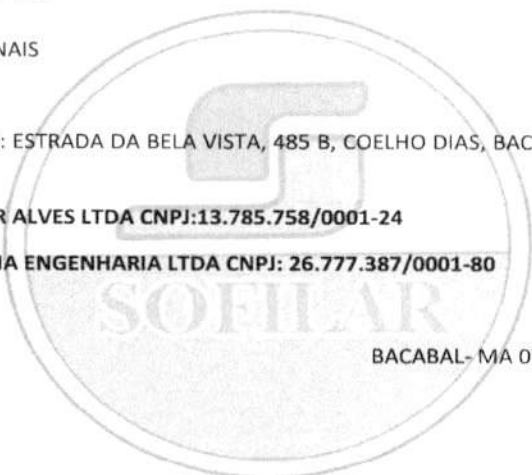 NAIS
: ESTRADA DA BELA VISTA, 485 B, COELHO DIAS, BAC
R ALVES LTDA CNPJ:13.785.758/0001-24
IA ENGENHARIA LTDA CNPJ: 26.777.387/0001-80
SOFILAR
BACABAL- MA 0